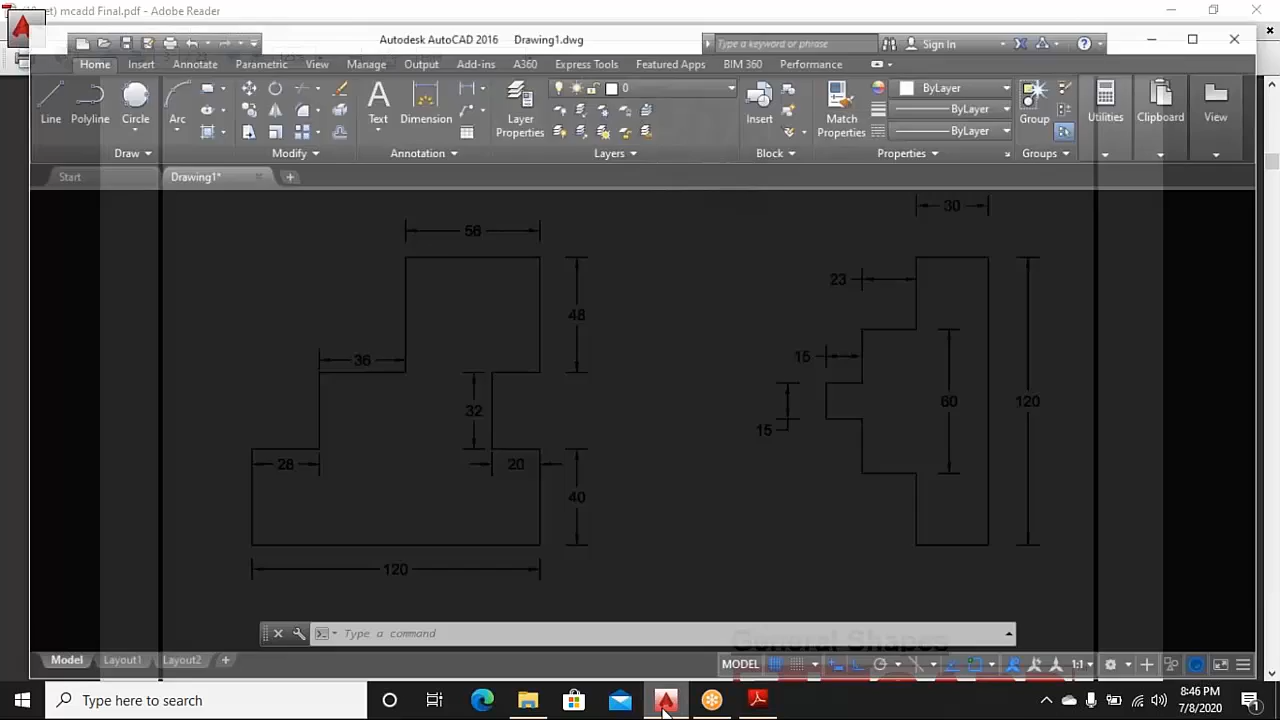 mcadd Final.pdf - Adobe Reader
Autodesk AutoCAD 2016 Drawing1.dwg
Type a keyword or phrase
Sign In
Home Insert Annotate Parametric View Manage Output Add-ins A360 Express Tools Featured Apps BIM 360 Performance
Line Polyline Circle Arc
Text Dimension
Layer Properties
0
Insert
Match Properties
ByLayer
ByLayer
ByLayer
Group
Utilities
Clipboard
View
Draw Modify Annotation Layers Block Properties Groups
Start Drawing1*
30
56
23
48
36
15
32
60
120
15
28
20
40
120
Type a command
General Shapes
Model Layout1 Layout2
MODEL
1:1
Type here to search
8:46 PM
7/8/2020
1